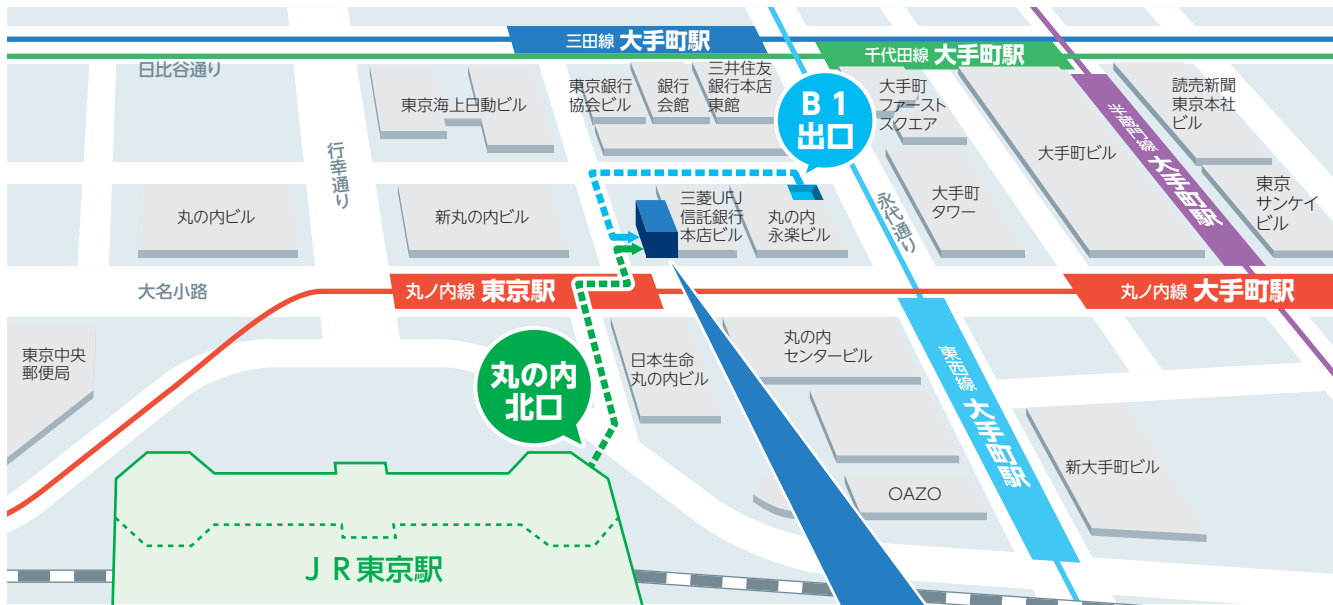 三田線 大手町駅
千代田線 大手町駅
日比谷通り
東京海上日動ビル
東京銀行
協会ビル
銀行
会館
三井住友
銀行本店
東館
B 1
出口
大手町
ファースト
スクエア
大手町ビル
半蔵門線 大手町駅
読売新聞
東京本社
ビル
行幸通り
丸の内ビル
新丸の内ビル
三菱UFJ
信託銀行
本店ビル
丸の内
永楽ビル
永代通り
大手町
タワー
東京
サンケイ
ビル
大名小路
丸ノ内線 東京駅
丸ノ内線 大手町駅
東京中央
郵便局
丸の内
北口
日本生命
丸の内ビル
丸の内
センタービル
東西線 大手町駅
新大手町ビル
OAZO
JR東京駅